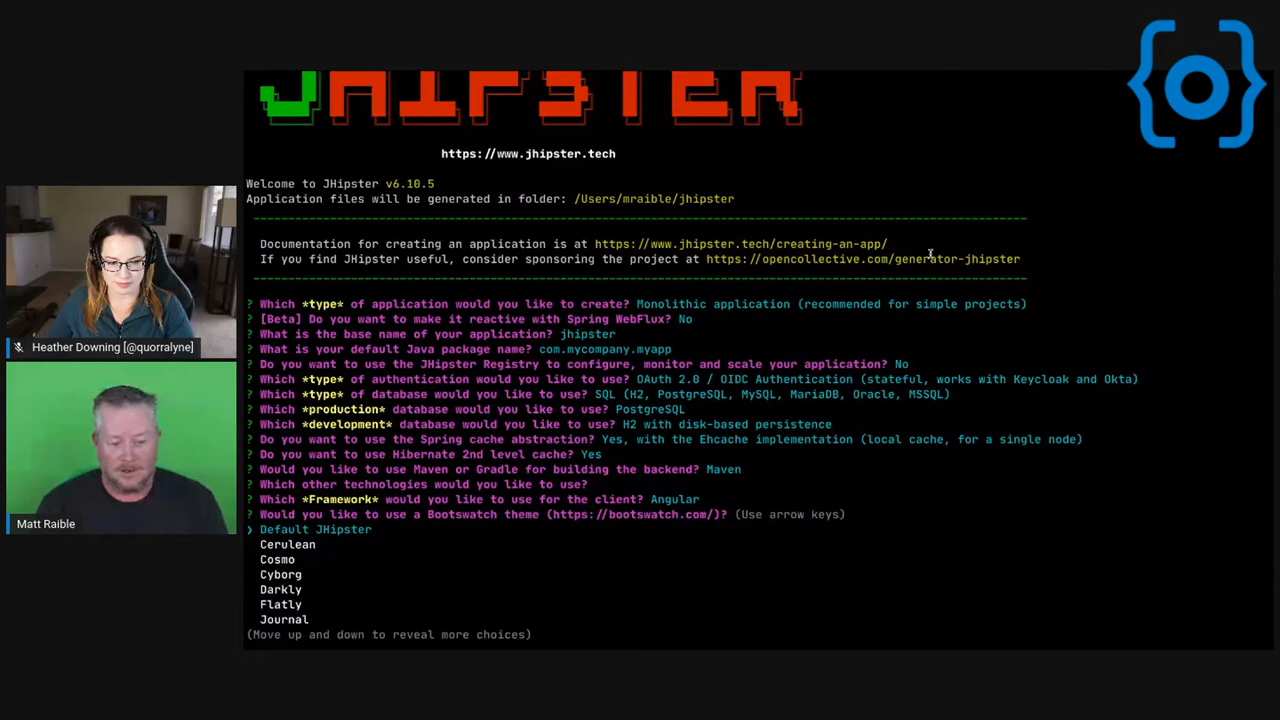 JHIPSTER
https://www.jhipster.tech
Welcome to JHipster v6.10.5
Application files will be generated in folder: /Users/mraible/jhipster
Documentation for creating an application is at https://www.jhipster.tech/creating-an-app/
If you find JHipster useful, consider sponsoring the project at https://opencollective.com/generator-jhipster
? Which *type* of application would you like to create? Monolithic application (recommended for simple projects)
? [Beta] Do you want to make it reactive with Spring WebFlux? No
? What is the base name of your application? jhipster
? What is your default Java package name? com.mycompany.myapp
? Do you want to use the JHipster Registry to configure, monitor and scale your application? No
? Which *type* of authentication would you like to use? OAuth 2.0 / OIDC Authentication (stateful, works with Keycloak and Okta)
? Which *type* of database would you like to use? SQL (H2, PostgreSQL, MySQL, MariaDB, Oracle, MSSQL)
? Which *production* database would you like to use? PostgreSQL
? Which *development* database would you like to use? H2 with disk-based persistence
? Do you want to use the Spring cache abstraction? Yes, with the Ehcache implementation (local cache, for a single node)
? Do you want to use Hibernate 2nd level cache? Yes
? Would you like to use Maven or Gradle for building the backend? Maven
? Which other technologies would you like to use?
? Which *Framework* would you like to use for the client? Angular
? Would you like to use a Bootswatch theme (https://bootswatch.com/)? (Use arrow keys)
❯ Default JHipster
Cerulean
Cosmo
Cyborg
Darkly
Flatly
Journal
(Move up and down to reveal more choices)
Heather Downing [@quorralyne]
Matt Raible